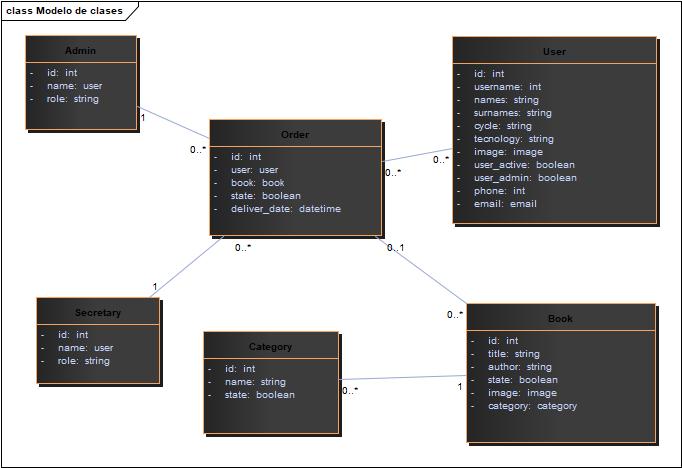 class Modelo de clases
Admin
- id: int
- name: user
- role: string
1
0..*
Order
- id: int
- user: user
- book: book
- state: boolean
- deliver_date: datetime
0..*
0..*
User
- id: int
- username: int
- names: string
- surnames: string
- cycle: string
- tecnology: string
- image: image
- user_active: boolean
- user_admin: boolean
- phone: int
- email: email
0..*
0..1
1
0..*
Secretary
- id: int
- name: user
- role: string
Category
- id: int
- name: string
- state: boolean
0..*
1
Book
- id: int
- title: string
- author: string
- state: boolean
- image: image
- category: category